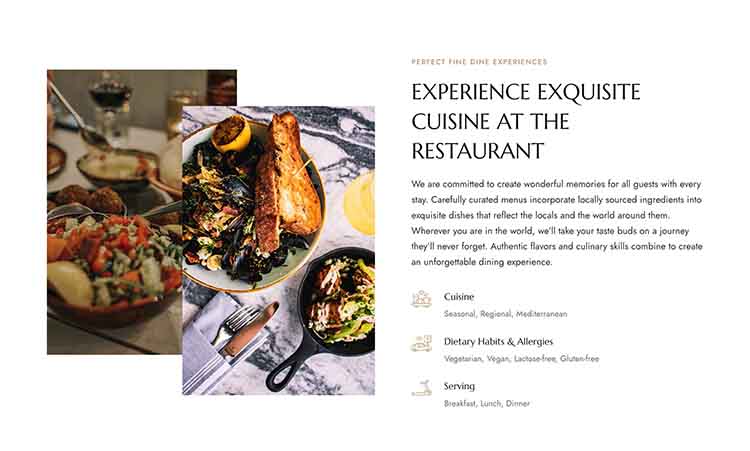 PERFECT FINE DINE EXPERIENCES
EXPERIENCE EXQUISITE
CUISINE AT THE
RESTAURANT
We are committed to create wonderful memories for all guests with every
stay. Carefully curated menus incorporate locally sourced ingredients into
exquisite dishes that reflect the locals and the world around them.
Wherever you are in the world, we'll take your taste buds on a journey
they'll never forget. Authentic flavors and culinary skills combine to create
an unforgettable dining experience.
Cuisine
Seasonal, Regional, Mediterranean
Dietary Habits & Allergies
Vegetarian, Vegan, Lactose-free, Gluten-free
Serving
Breakfast, Lunch, Dinner